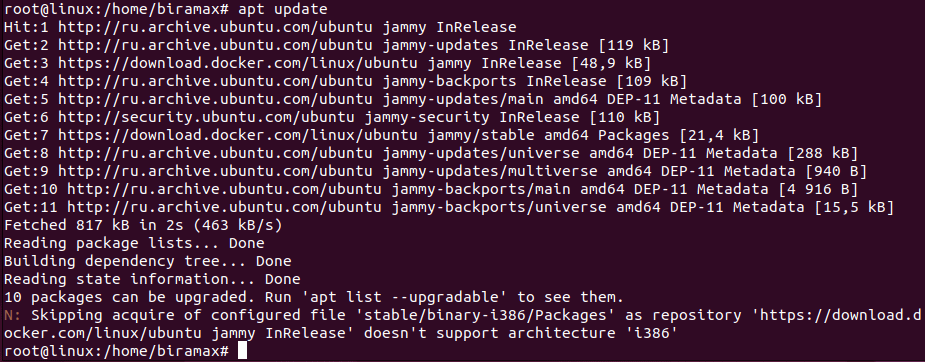 root@linux:/home/biramax# apt update
Hit:1 http://ru.archive.ubuntu.com/ubuntu jammy InRelease
Get:2 http://ru.archive.ubuntu.com/ubuntu jammy-updates InRelease [119 kB]
Get:3 https://download.docker.com/linux/ubuntu jammy InRelease [48,9 kB]
Get:4 http://ru.archive.ubuntu.com/ubuntu jammy-backports InRelease [109 kB]
Get:5 http://ru.archive.ubuntu.com/ubuntu jammy-updates/main amd64 DEP-11 Metadata [100 kB]
Get:6 http://security.ubuntu.com/ubuntu jammy-security InRelease [110 kB]
Get:7 https://download.docker.com/linux/ubuntu jammy/stable amd64 Packages [21,4 kB]
Get:8 http://ru.archive.ubuntu.com/ubuntu jammy-updates/universe amd64 DEP-11 Metadata [288 kB]
Get:9 http://ru.archive.ubuntu.com/ubuntu jammy-updates/multiverse amd64 DEP-11 Metadata [940 B]
Get:10 http://ru.archive.ubuntu.com/ubuntu jammy-backports/main amd64 DEP-11 Metadata [4 916 B]
Get:11 http://ru.archive.ubuntu.com/ubuntu jammy-backports/universe amd64 DEP-11 Metadata [15,5 kB]
Fetched 817 kB in 2s (463 kB/s)
Reading package lists... Done
Building dependency tree... Done
Reading state information... Done
10 packages can be upgraded. Run 'apt list --upgradable' to see them.
N: Skipping acquire of configured file 'stable/binary-i386/Packages' as repository 'https://download.d
ocker.com/linux/ubuntu jammy InRelease' doesn't support architecture 'i386'
root@linux:/home/biramax#